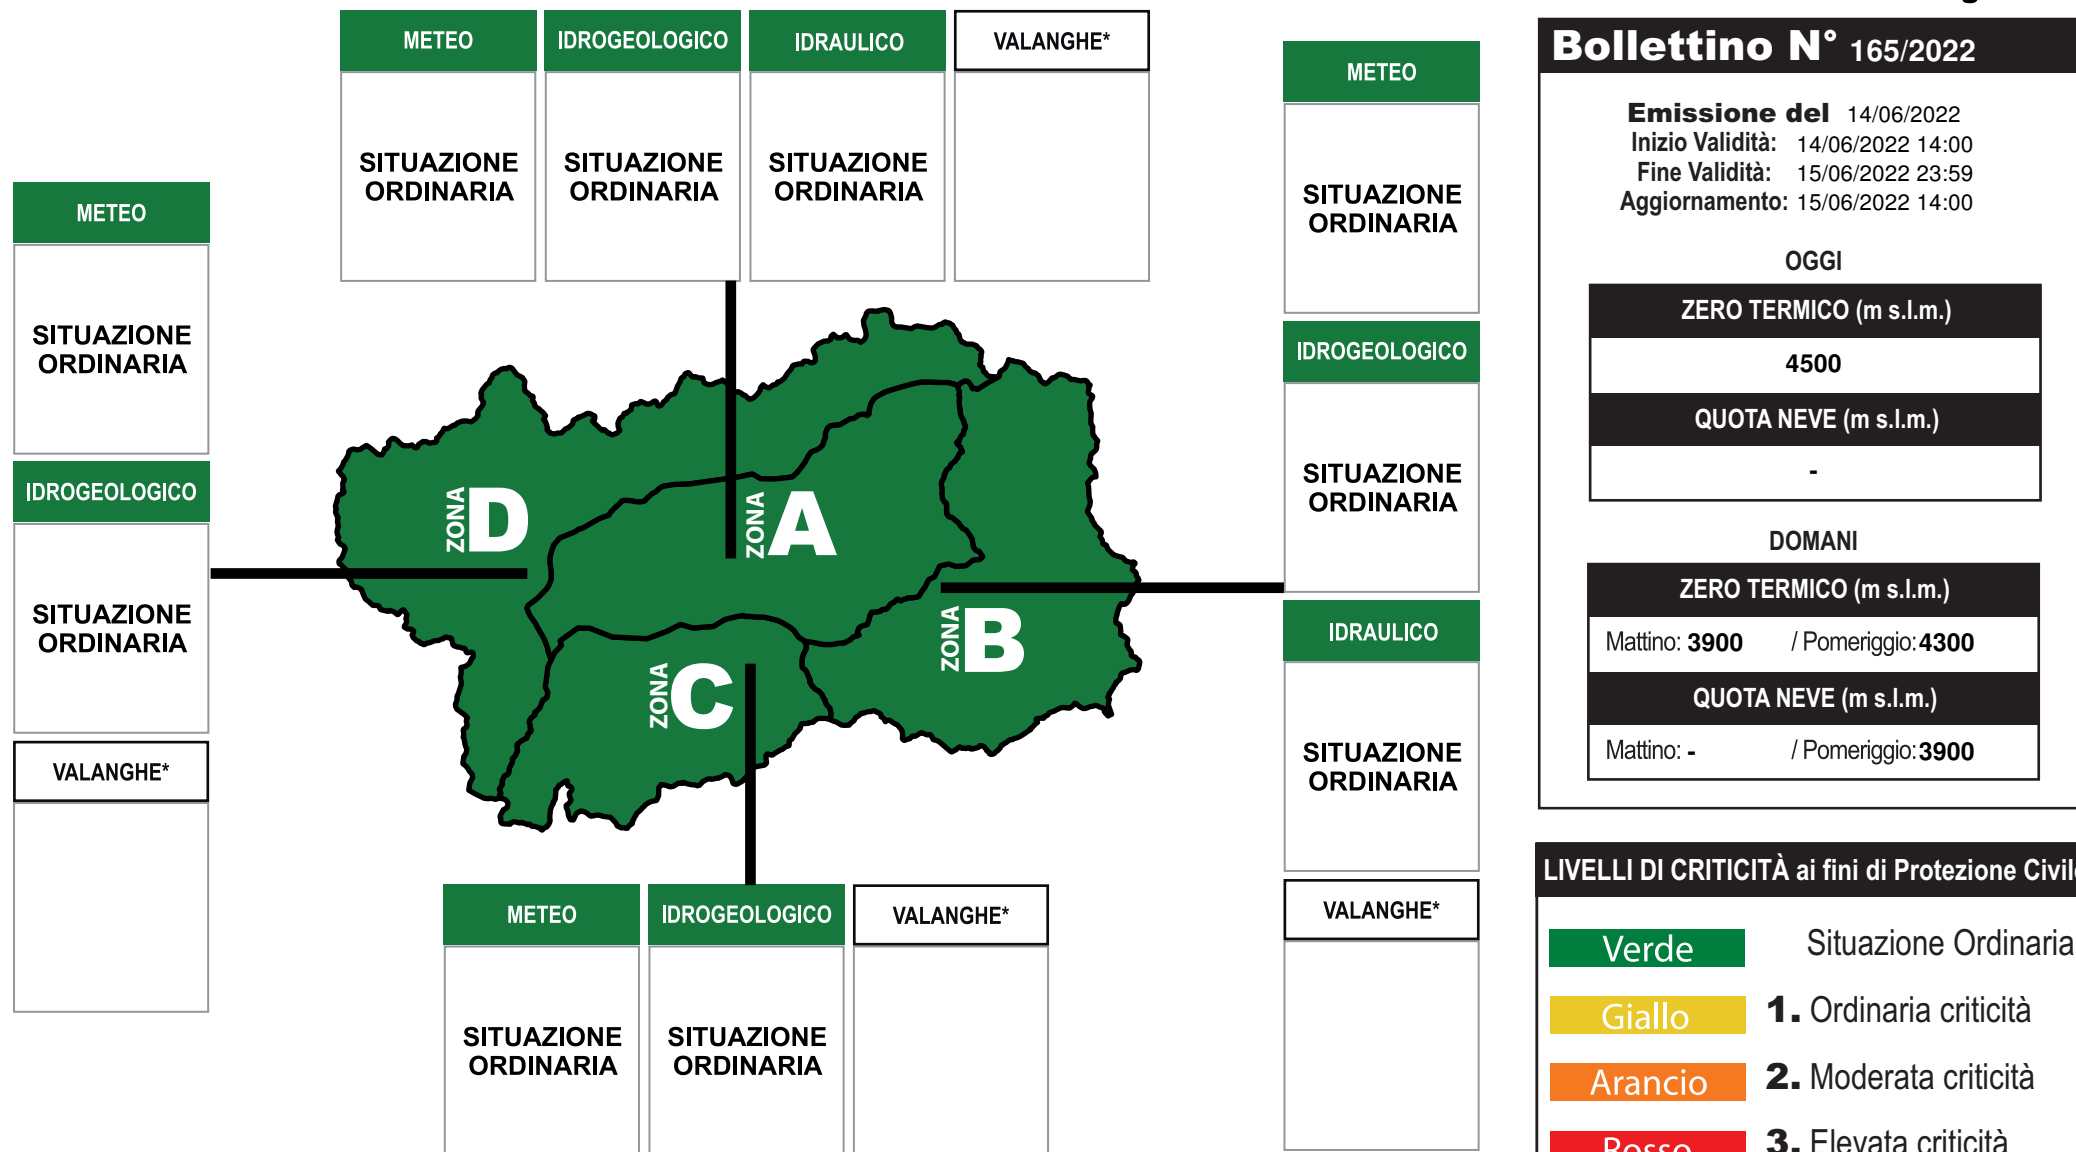 METEO
IDROGEOLOGICO
IDRAULICO
VALANGHE*
SITUAZIONE
ORDINARIA
SITUAZIONE
ORDINARIA
SITUAZIONE
ORDINARIA
METEO
SITUAZIONE
ORDINARIA
IDROGEOLOGICO
SITUAZIONE
ORDINARIA
VALANGHE*
ZONA D
ZONA A
ZONA B
ZONA C
METEO
SITUAZIONE
ORDINARIA
IDROGEOLOGICO
SITUAZIONE
ORDINARIA
IDRAULICO
SITUAZIONE
ORDINARIA
VALANGHE*
METEO
IDROGEOLOGICO
VALANGHE*
SITUAZIONE
ORDINARIA
SITUAZIONE
ORDINARIA
Bollettino N° 165/2022
Emissione del 14/06/2022
Inizio Validità: 14/06/2022 14:00
Fine Validità: 15/06/2022 23:59
Aggiornamento: 15/06/2022 14:00
OGGI
ZERO TERMICO (m s.l.m.)
4500
QUOTA NEVE (m s.l.m.)
-
DOMANI
ZERO TERMICO (m s.l.m.)
Mattino: 3900 / Pomeriggio: 4300
QUOTA NEVE (m s.l.m.)
Mattino: - / Pomeriggio: 3900
LIVELLI DI CRITICITÀ ai fini di Protezione Civile
Verde Situazione Ordinaria
Giallo 1. Ordinaria criticità
Arancio 2. Moderata criticità
Rosso 3. Elevata criticità